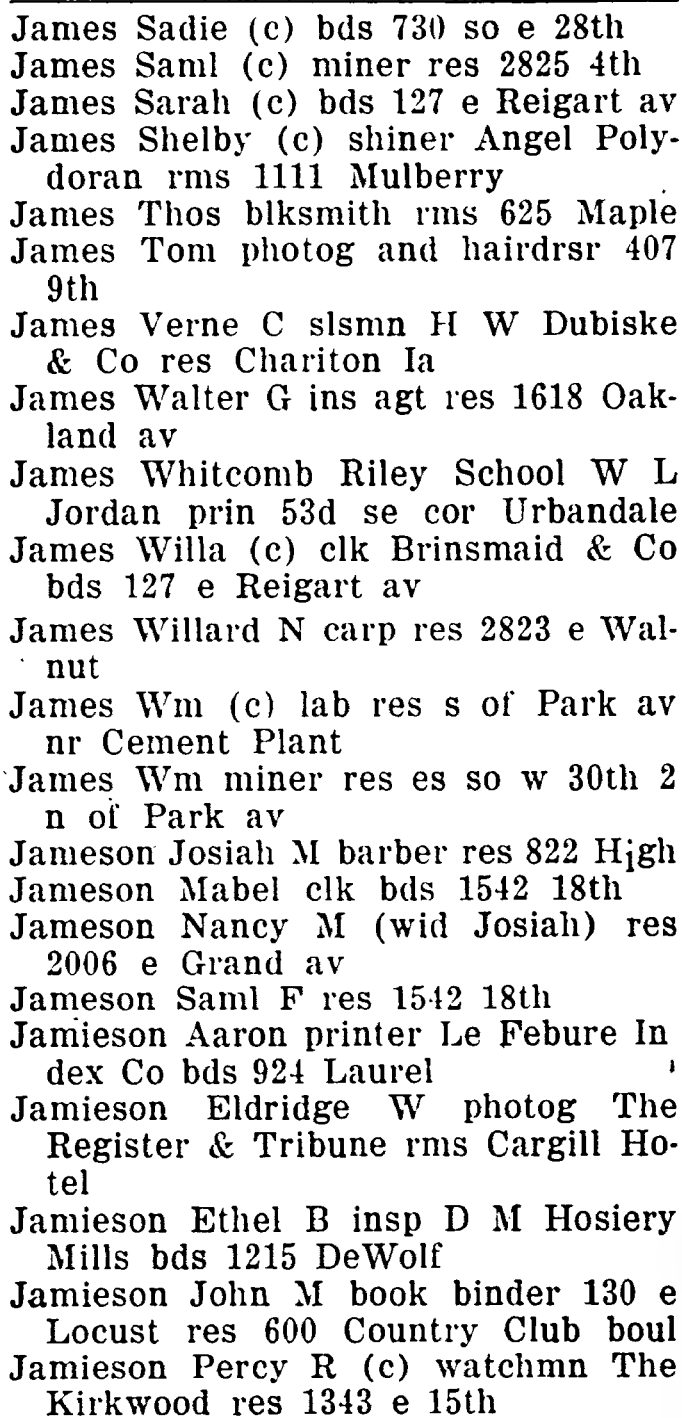 James Sadie (c) bds 730 so e 28th
James Saml (c) miner res 2825 4th
James Sarah (c) bds 127 e Reigart av
James Shelby (c) shiner Angel Poly-
doran rms 1111 Mulberry
James Thos blksmith rms 625 Maple
James Tom photog and hairdrsr 407
9th
James Verne C slsmn H W Dubiske
& Co res Chariton Ia
James Walter G ins agt res 1618 Oak-
land av
James Whitcomb Riley School W L
Jordan prin 53d se cor Urbandale
James Willa (c) clk Brinsmaid & Co
bds 127 e Reigart av
James Willard N carp res 2823 e Wal-
nut
James Wm (c) lab res s of Park av
nr Cement Plant
James Wm miner res es so w 30th 2
n of Park av
Jameson Josiah M barber res 822 High
Jameson Mabel clk bds 1542 18th
Jameson Nancy M (wid Josiah) res
2006 e Grand av
Jameson Saml F res 1542 18th
Jamieson Aaron printer Le Febure In
dex Co bds 924 Laurel
Jamieson Eldridge W photog The
Register & Tribune rms Cargill Ho-
tel
Jamieson Ethel B insp D M Hosiery
Mills bds 1215 DeWolf
Jamieson John M book binder 130 e
Locust res 600 Country Club boul
Jamieson Percy R (c) watchmn The
Kirkwood res 1343 e 15th